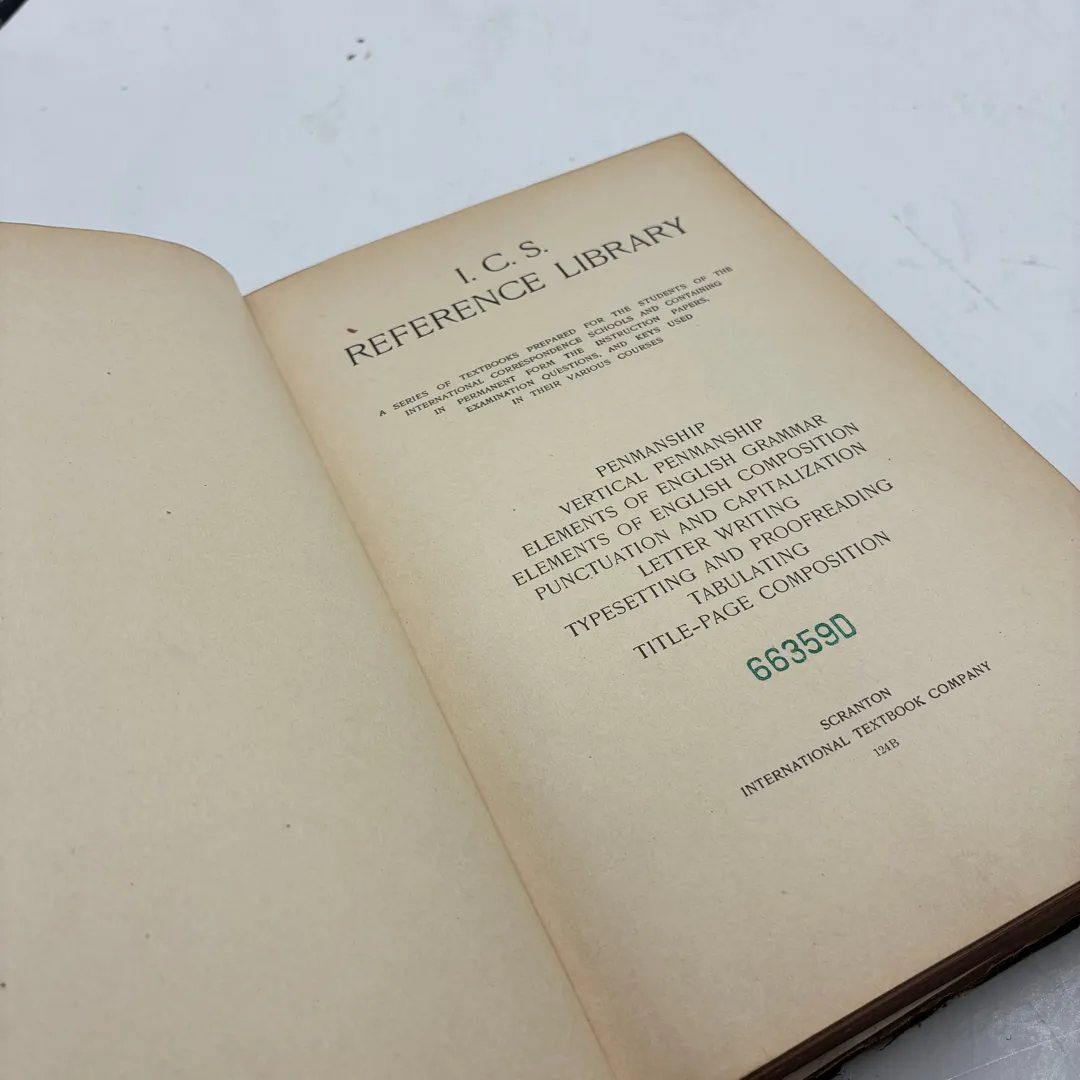 I. C. S.
REFERENCE LIBRARY
A SERIES OF TEXTBOOKS PREPARED FOR THE STUDENTS OF THE
INTERNATIONAL CORRESPONDENCE SCHOOLS AND CONTAINING
IN PERMANENT FORM THE INSTRUCTION PAPERS,
EXAMINATION QUESTIONS, AND KEYS USED
IN THEIR VARIOUS COURSES
PENMANSHIP
VERTICAL PENMANSHIP
ELEMENTS OF ENGLISH GRAMMAR
ELEMENTS OF ENGLISH COMPOSITION
PUNCTUATION AND CAPITALIZATION
LETTER WRITING
TYPESETTING AND PROOFREADING
TABULATING
TITLE-PAGE COMPOSITION
66359D
SCRANTON
INTERNATIONAL TEXTBOOK COMPANY
124B